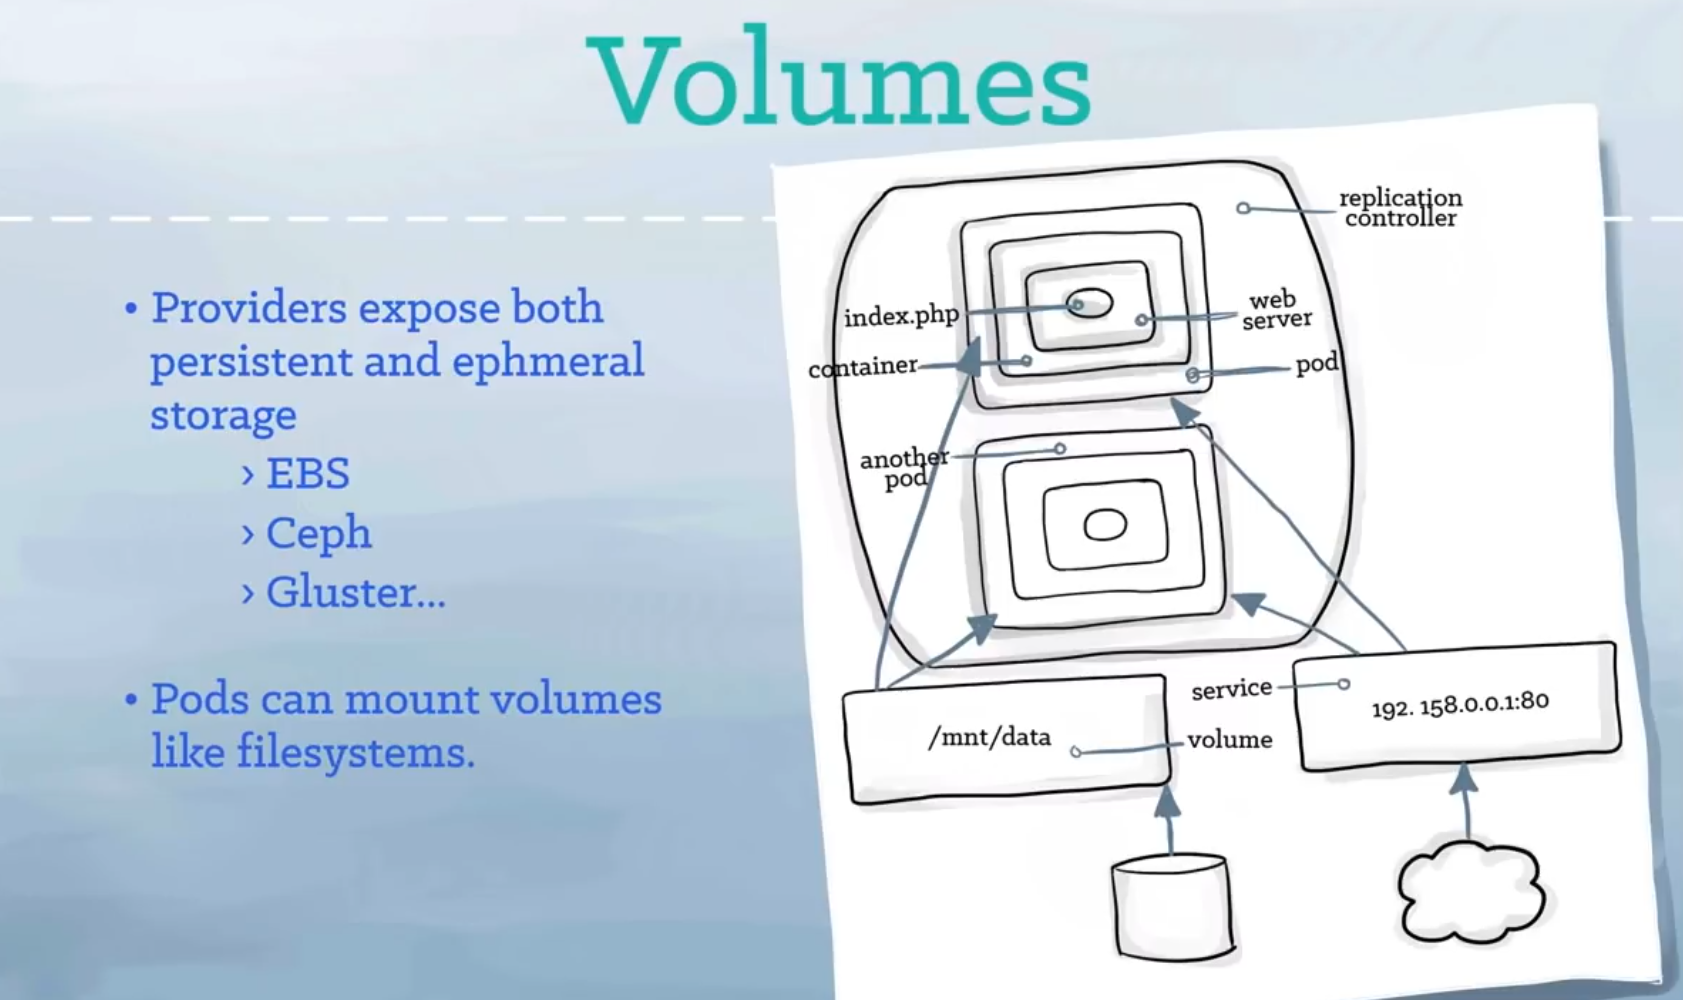 Volumes
• Providers expose both
persistent and ephmeral
storage
› EBS
› Ceph
› Gluster...
• Pods can mount volumes
like filesystems.
replication
controller
index.php
web
server
container
pod
another
pod
service
192. 158.0.0.1:80
/mnt/data
volume